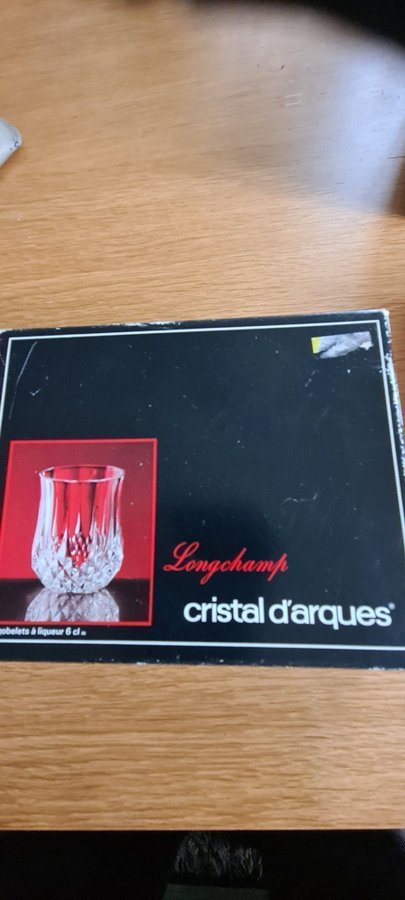 Longchamp
cristal d'arques®
gobelets à liqueur 6 cl